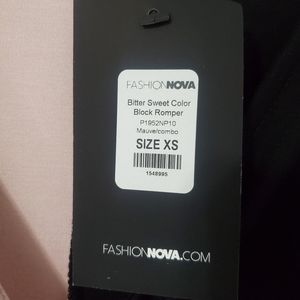 FASHIONNOVA
Bitter Sweet Color
Block Romper
P1952NP10
Mauve/combo
SIZE XS
1548995
FASHIONNOVA.COM